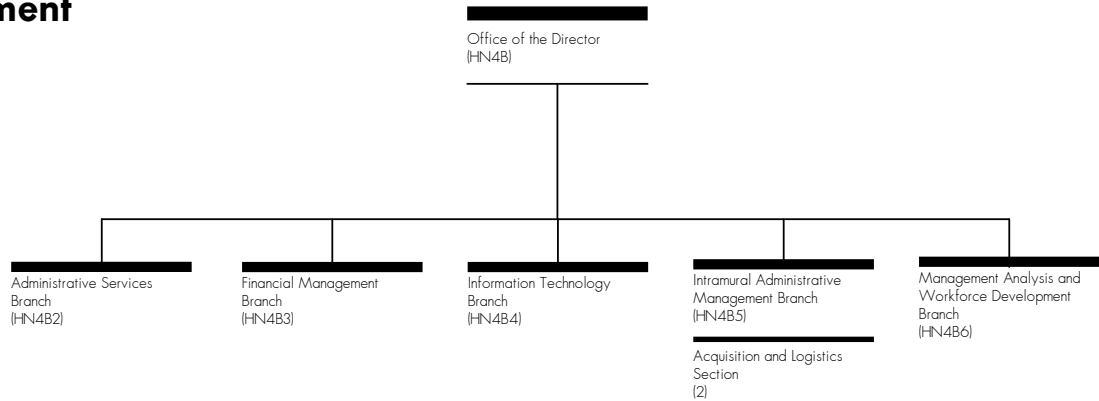 ment
Office of the Director
(HN4B)
Administrative Services
Branch
(HN4B2)
Financial Management
Branch
(HN4B3)
Information Technology
Branch
(HN4B4)
Intramural Administrative
Management Branch
(HN4B5)
Acquisition and Logistics
Section
(2)
Management Analysis and
Workforce Development
Branch
(HN4B6)